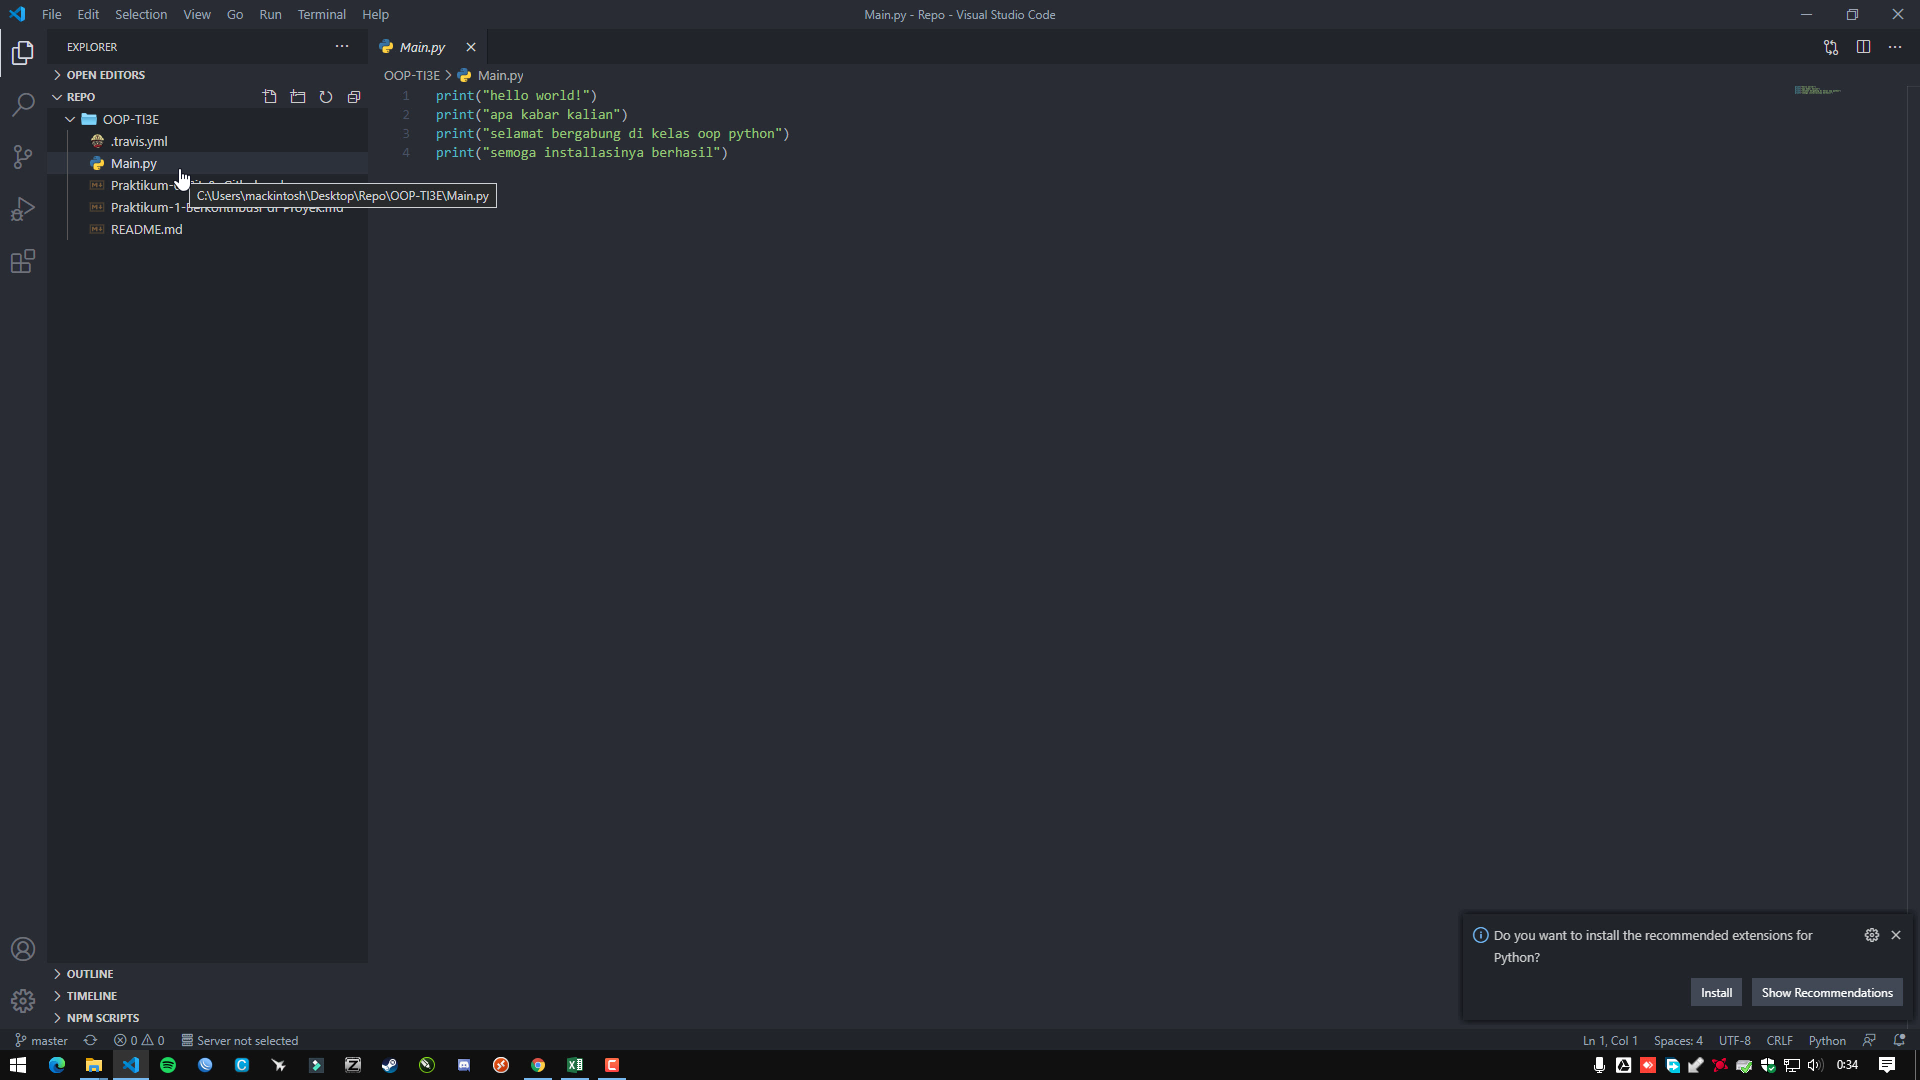 File Edit Selection View Go Run Terminal Help
Main.py - Repo - Visual Studio Code
EXPLORER
OPEN EDITORS
REPO
OOP-TI3E
.travis.yml
Main.py
Praktikum-
Praktikum-1-Berkontribusi-di-Proyek.md
README.md
C:\Users\mackintosh\Desktop\Repo\OOP-TI3E\Main.py
OUTLINE
TIMELINE
NPM SCRIPTS
Main.py
OOP-TI3E > Main.py
1 print("hello world!")
2 print("apa kabar kalian")
3 print("selamat bergabung di kelas oop python")
4 print("semoga installasinya berhasil")
Do you want to install the recommended extensions for
Python?
Install Show Recommendations
master 0 0 Server not selected
Ln 1, Col 1 Spaces: 4 UTF-8 CRLF Python
0:34